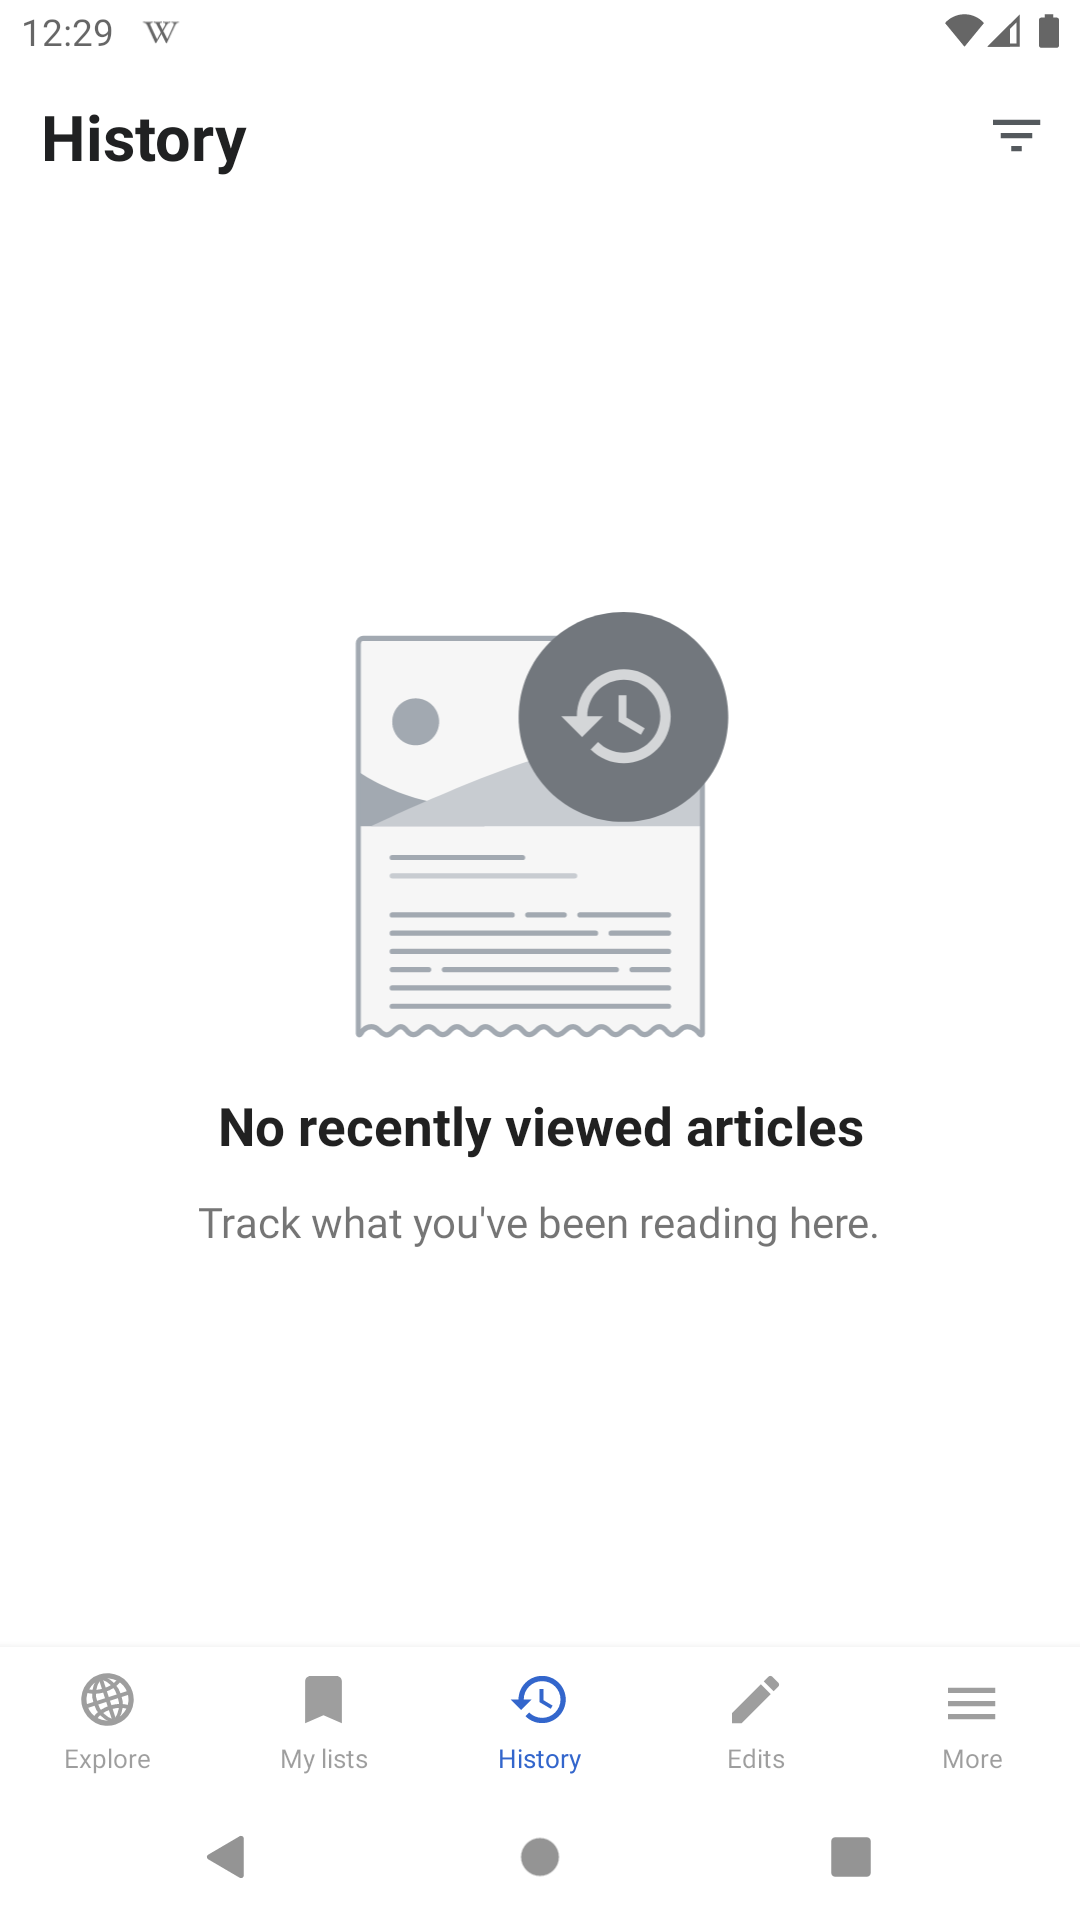 12:29 W
History
No recently viewed articles
Track what you've been reading here.
Explore My lists History Edits More